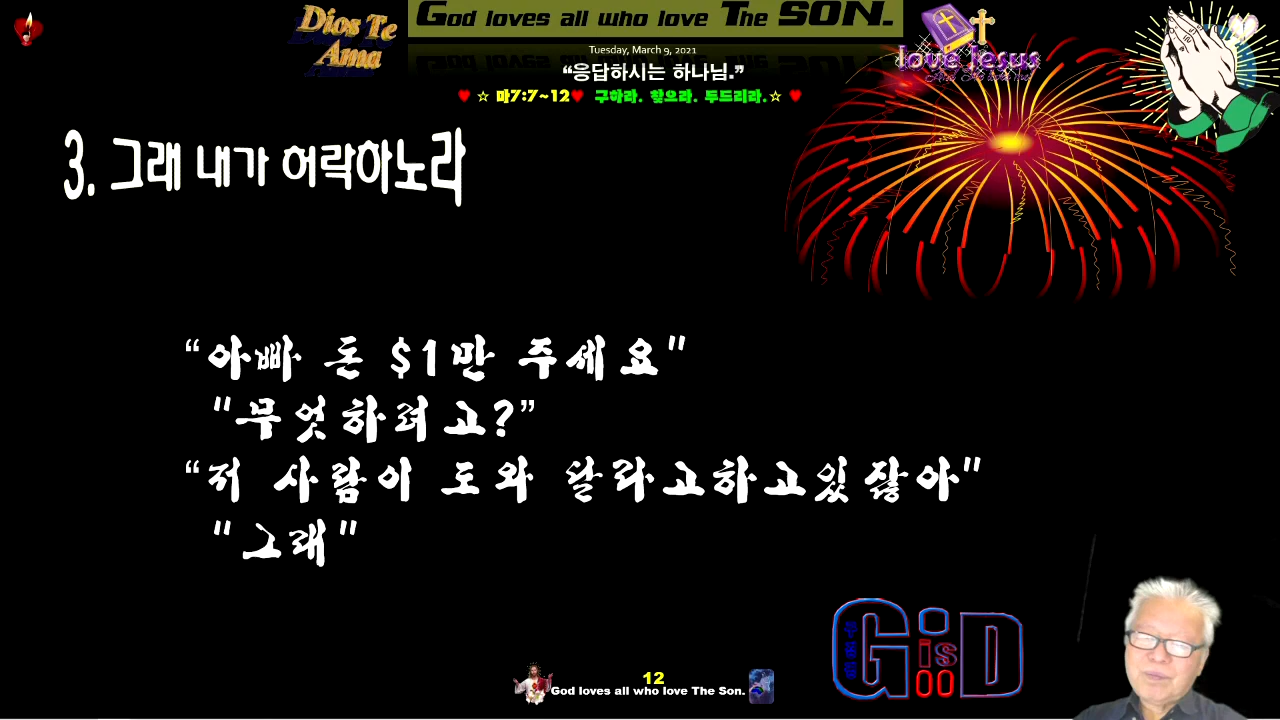 Dios Te
Ama
God loves all who love The SON.
Tuesday, March 9, 2021
“응답하시는 하나님.”
♥ ☆ 마7:7~12♥ 구하라. 찾으라. 두드리라.☆ ♥
love Jesus
3. 그래 내가 허락하노라
“아빠 돈 $1만 주세요"
"무엇하려고?”
“저 사람이 도와 달라고하고있잖아"
"그래"
GOD
is
12
God loves all who love The Son.